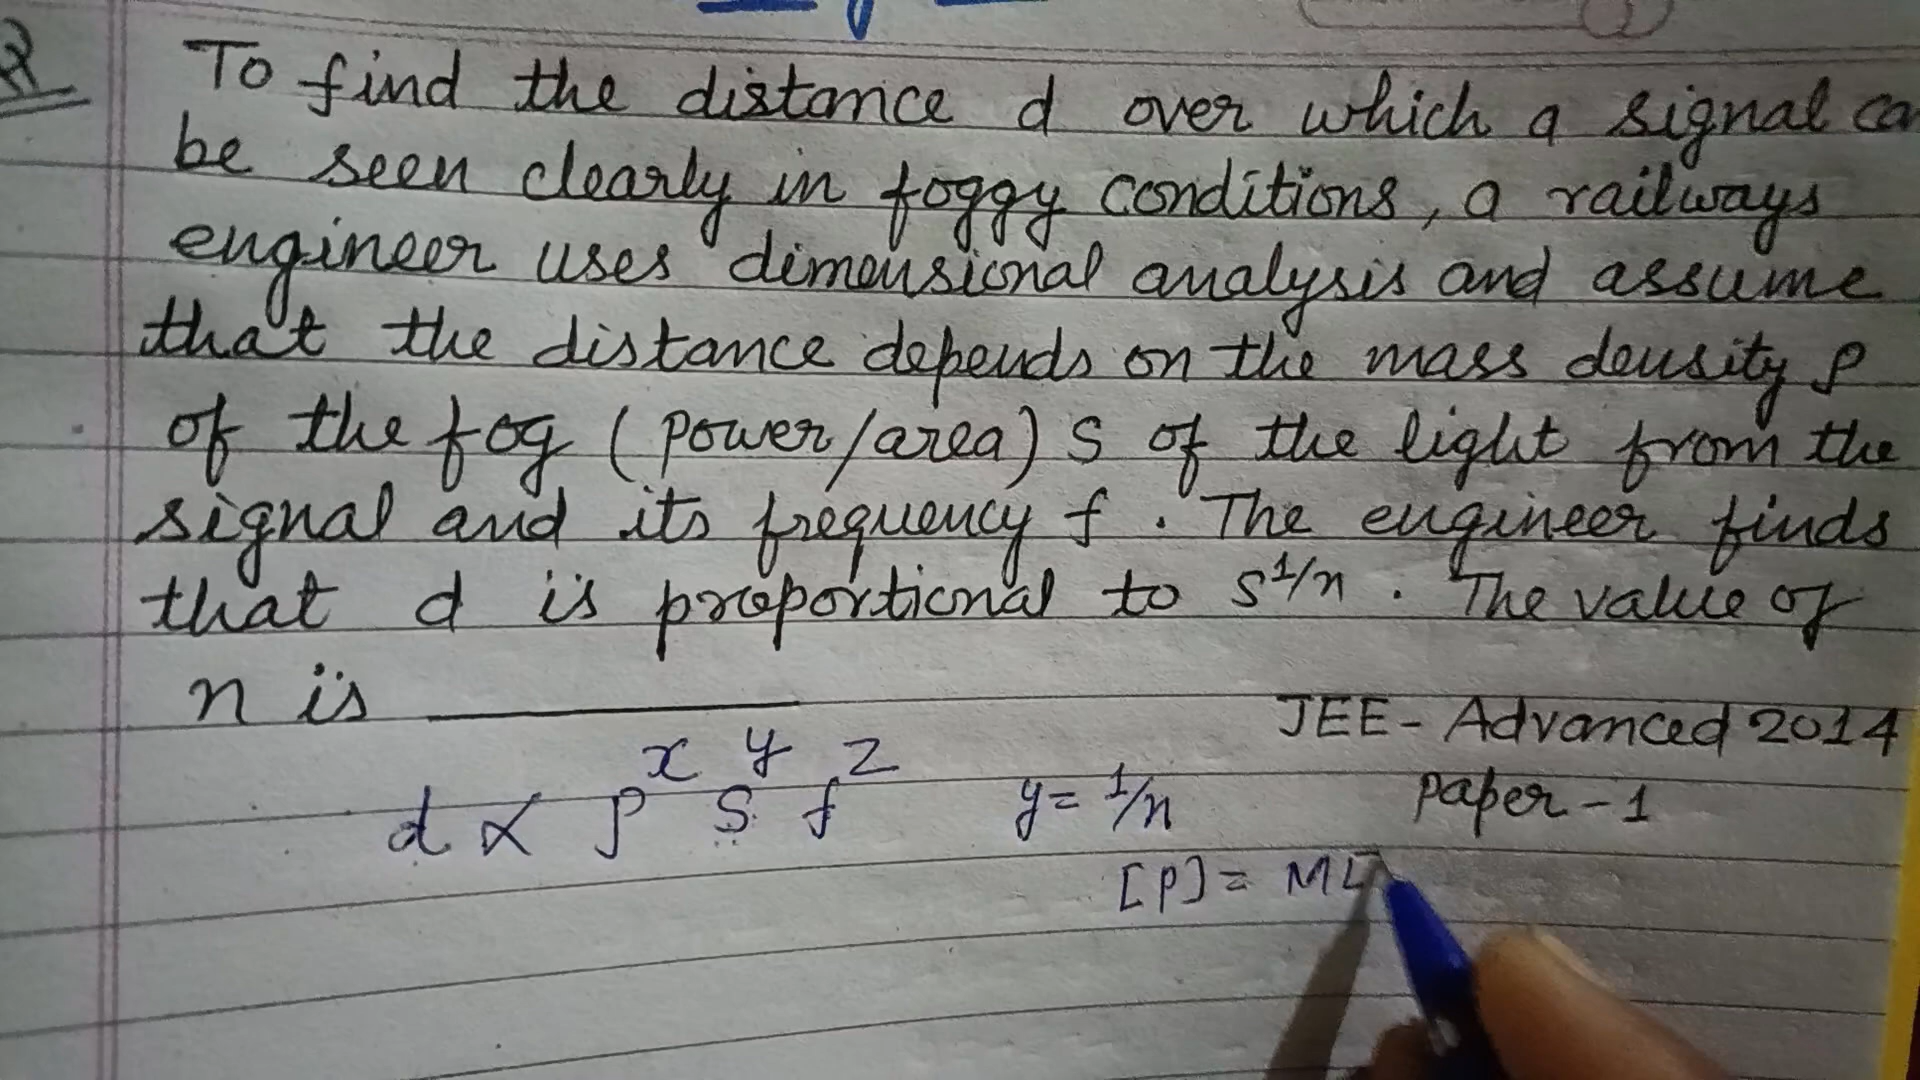 To find the distance d over which a signal can
be seen clearly in foggy conditions, a railways
engineer uses dimensional analysis and assume
that the distance depends on the mass density ρ
of the fog (power/area) S of the light from the
signal and its frequency f. The engineer finds
that d is proportional to S^1/n. The value of
n is ________
JEE-Advanced 2014
Paper-1
d ∝ ρ^x S^y f^z
y = 1/n
[ρ] = ML